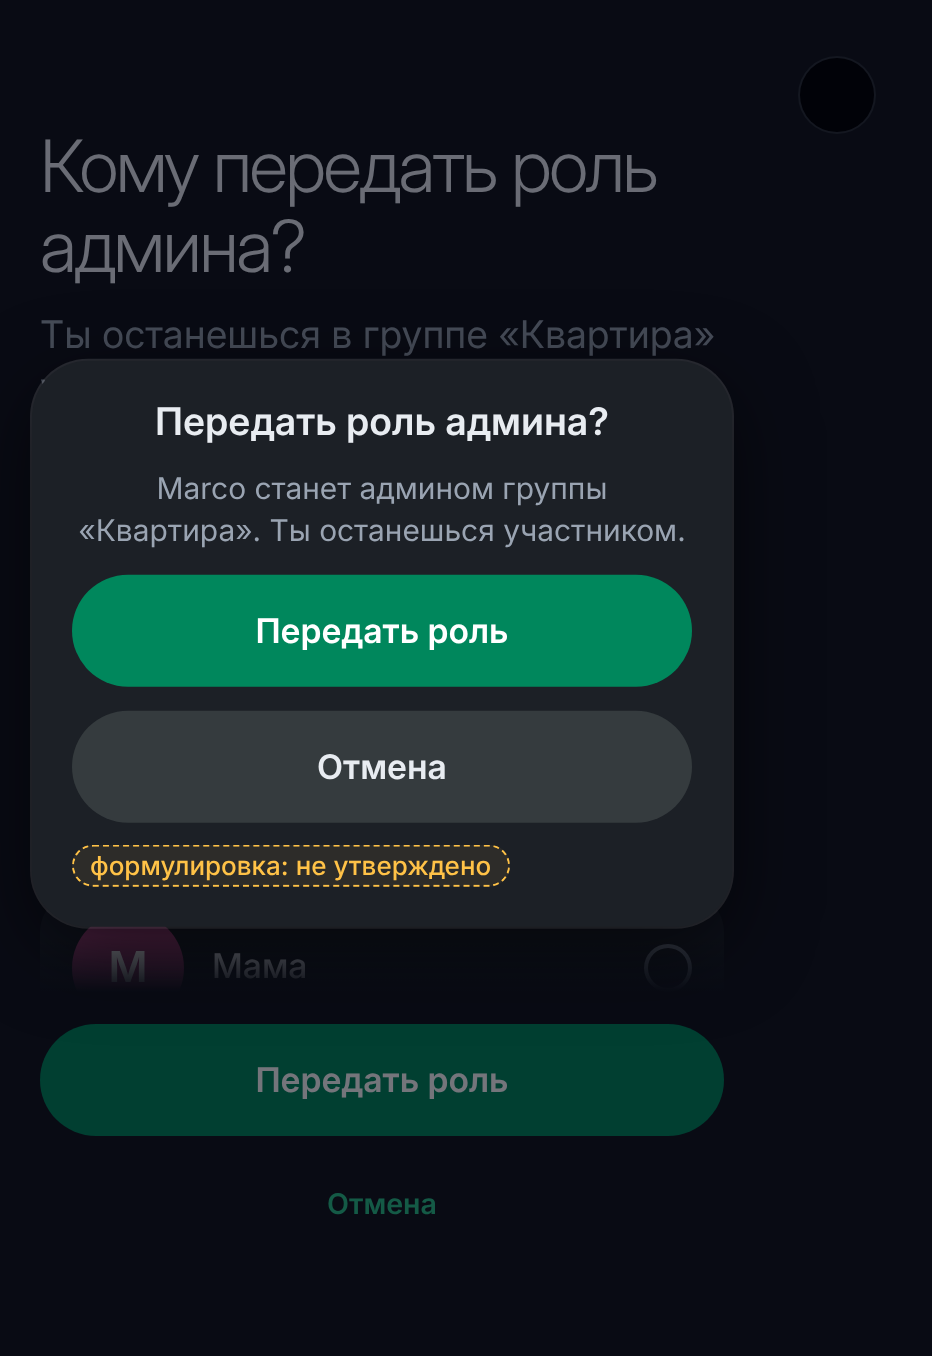 Кому передать роль
админа?
Ты останешься в группе «Квартира»
Передать роль админа?
Marco станет админом группы
«Квартира». Ты останешься участником.
Передать роль
Отмена
формулировка: не утверждено
М
Мама
Передать роль
Отмена